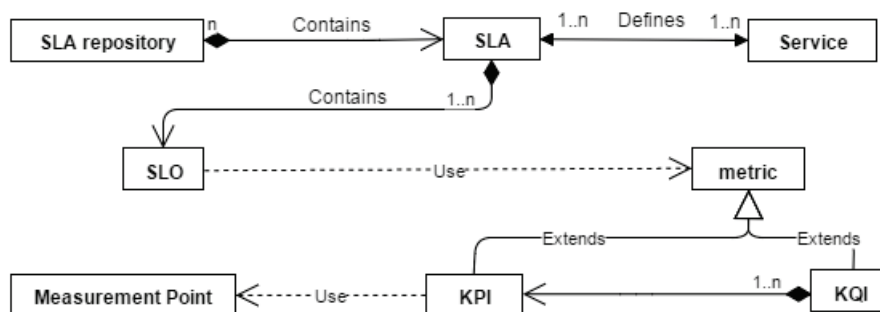 n
Contains
1..n
Defines
1..n
SLA repository
SLA
Service
Contains
1..n
SLO
Use
metric
Extends
Extends
Measurement Point
Use
KPI
1..n
KQI